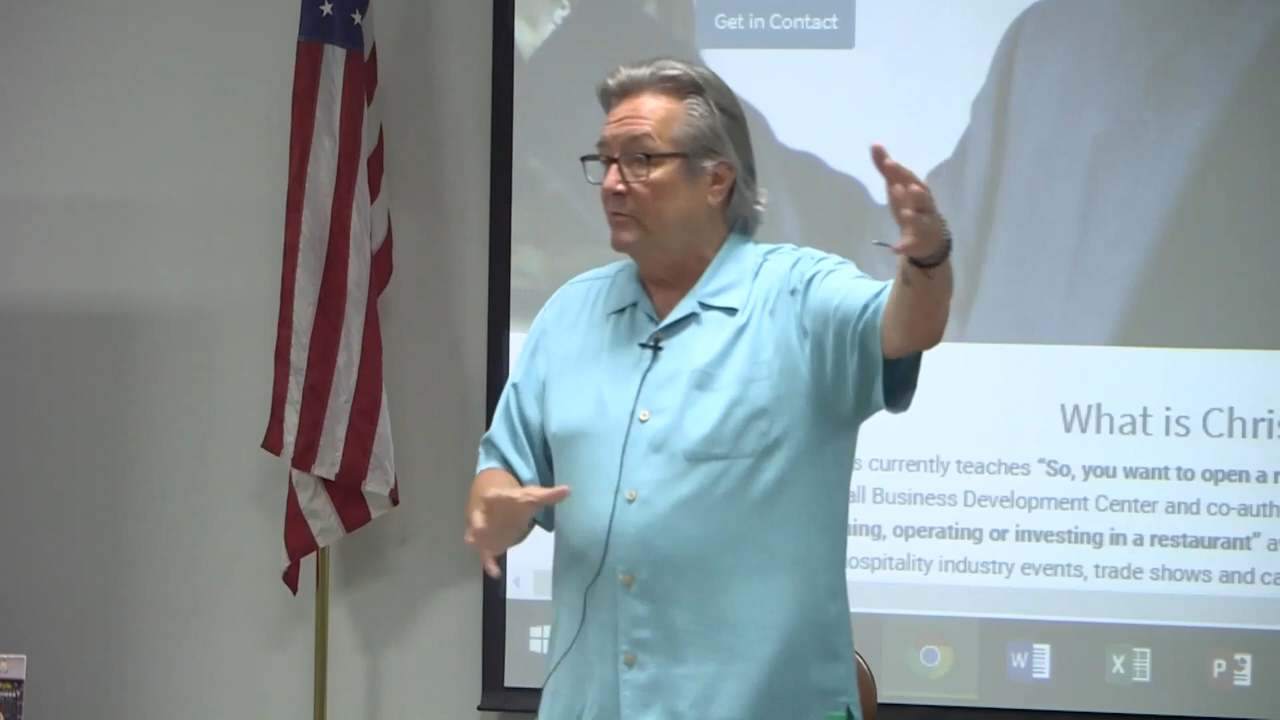 Get in Contact
What is Chris
s currently teaches “So, you want to open a r
all Business Development Center and co-auth
ning, operating or investing in a restaurant” a
hospitality industry events, trade shows and ca
W
X
P